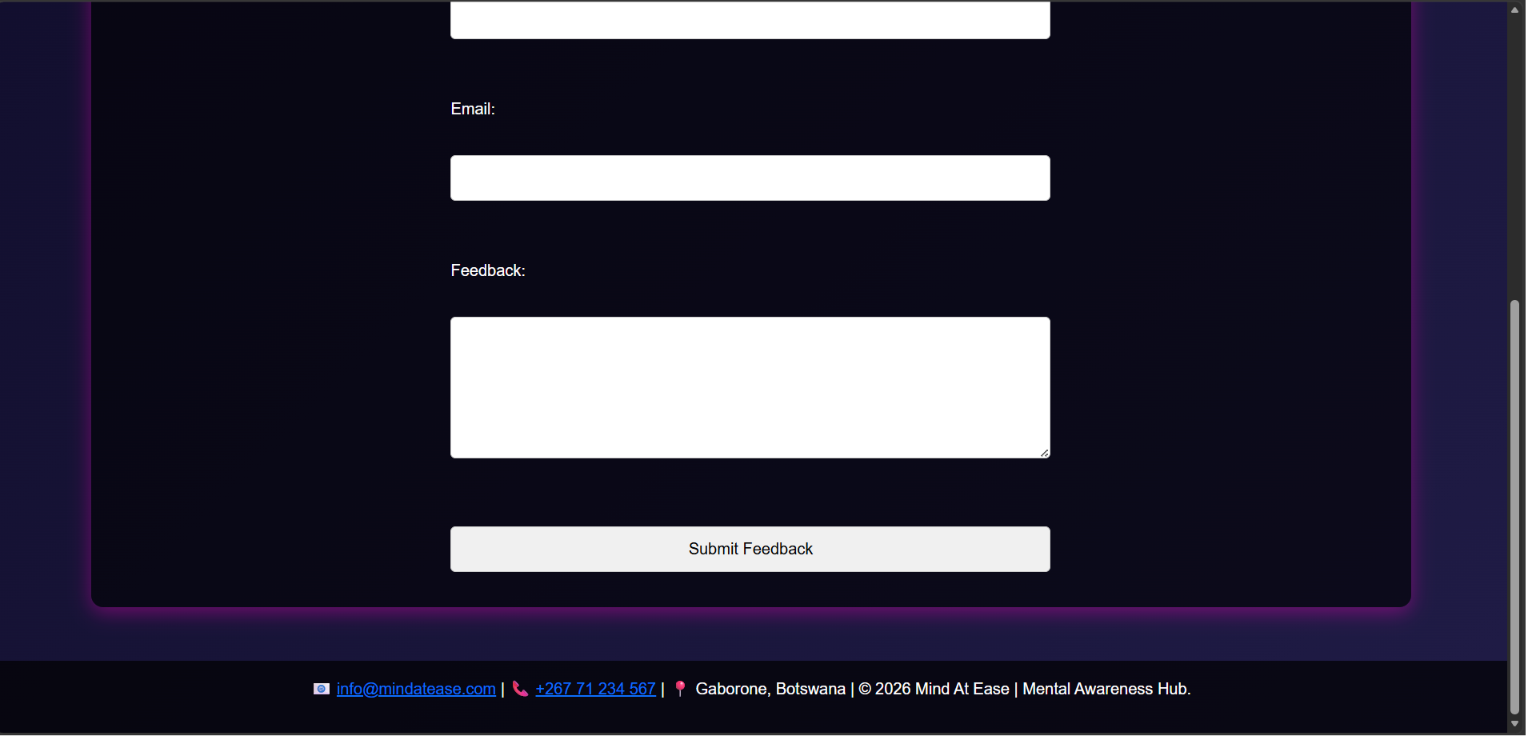 Email:
Feedback:
Submit Feedback
📧 info@mindatease.com | 📞 +267 71 234 567 | 📍 Gaborone, Botswana | © 2026 Mind At Ease | Mental Awareness Hub.